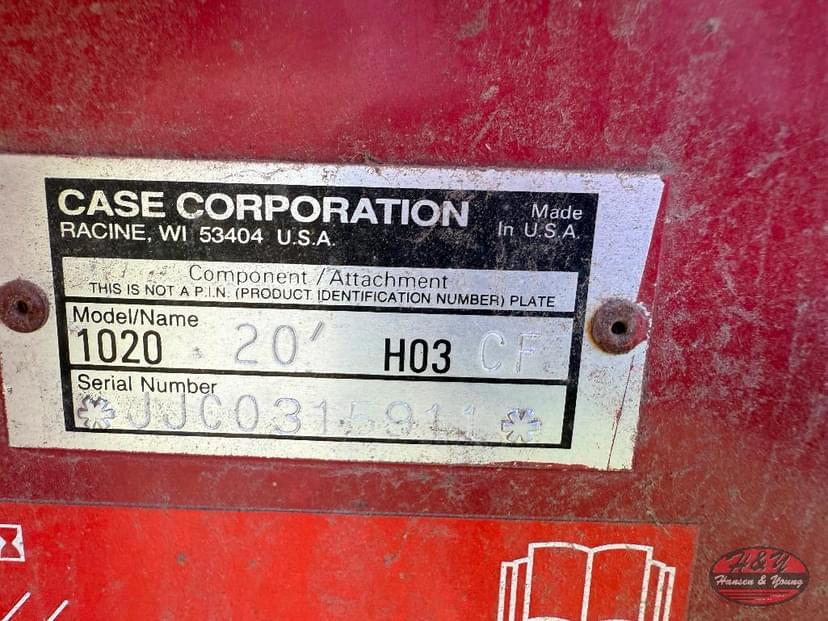 CASE CORPORATION
RACINE, WI 53404 U.S.A.
Made
In U.S.A.
Component/Attachment
THIS IS NOT A P.I.N. (PRODUCT IDENTIFICATION NUMBER) PLATE
Model/Name
1020 20' H03 CF
Serial Number
*JJC0315911*
H&Y
Hansen & Young